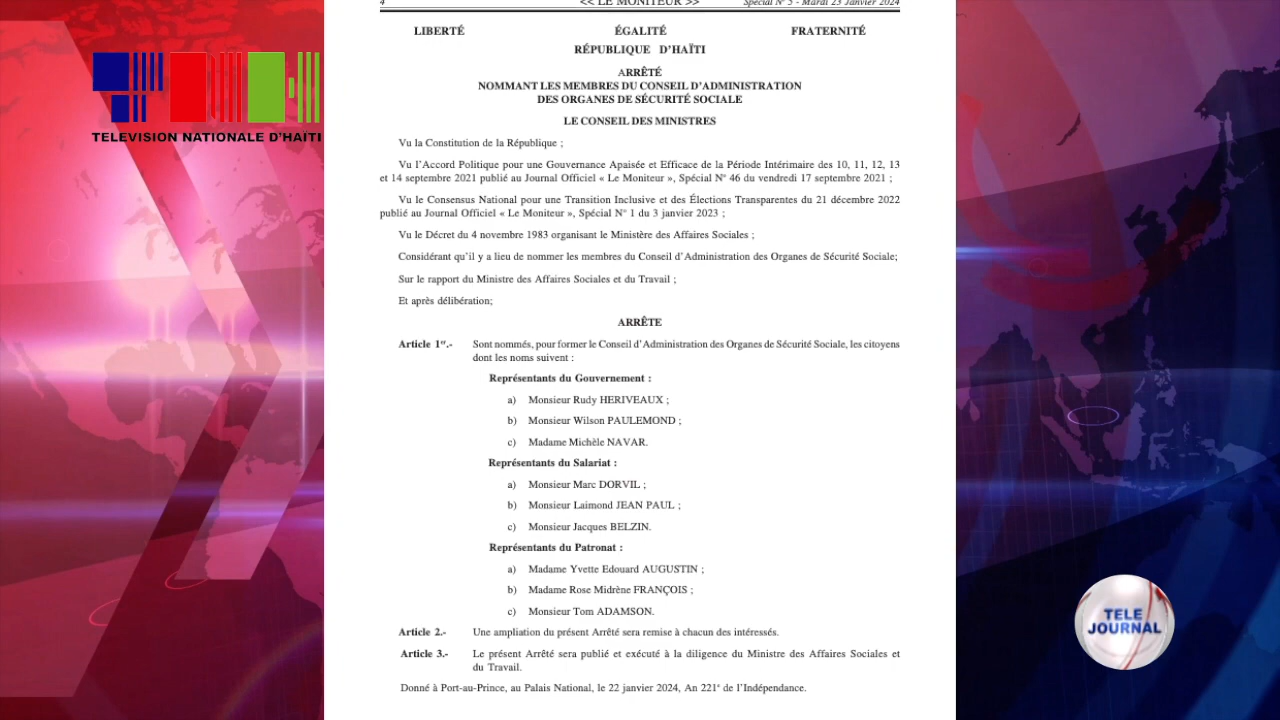 4 << LE MONITEUR >> Spécial Nº 5 - Mardi 23 Janvier 2024
LIBERTÉ ÉGALITÉ FRATERNITÉ
RÉPUBLIQUE D'HAÏTI
ARRÊTÉ
NOMMANT LES MEMBRES DU CONSEIL D'ADMINISTRATION
DES ORGANES DE SÉCURITÉ SOCIALE
LE CONSEIL DES MINISTRES
Vu la Constitution de la République ;
Vu l'Accord Politique pour une Gouvernance Apaisée et Efficace de la Période Intérimaire des 10, 11, 12, 13
et 14 septembre 2021 publié au Journal Officiel « Le Moniteur », Spécial Nº 46 du vendredi 17 septembre 2021 ;
Vu le Consensus National pour une Transition Inclusive et des Élections Transparentes du 21 décembre 2022
publié au Journal Officiel « Le Moniteur », Spécial Nº 1 du 3 janvier 2023 ;
Vu le Décret du 4 novembre 1983 organisant le Ministère des Affaires Sociales ;
Considérant qu'il y a lieu de nommer les membres du Conseil d'Administration des Organes de Sécurité Sociale;
Sur le rapport du Ministre des Affaires Sociales et du Travail ;
Et après délibération;
ARRÊTE
Article 1er.- Sont nommés, pour former le Conseil d'Administration des Organes de Sécurité Sociale, les citoyens
dont les noms suivent :
Représentants du Gouvernement :
a) Monsieur Rudy HERIVEAUX ;
b) Monsieur Wilson PAULEMOND ;
c) Madame Michèle NAVAR.
Représentants du Salariat :
a) Monsieur Marc DORVIL ;
b) Monsieur Laimond JEAN PAUL ;
c) Monsieur Jacques BELZIN.
Représentants du Patronat :
a) Madame Yvette Edouard AUGUSTIN ;
b) Madame Rose Midrène FRANÇOIS ;
c) Monsieur Tom ADAMSON.
Article 2.- Une ampliation du présent Arrêté sera remise à chacun des intéressés.
Article 3.- Le présent Arrêté sera publié et exécuté à la diligence du Ministre des Affaires Sociales et
du Travail.
Donné à Port-au-Prince, au Palais National, le 22 janvier 2024, An 221e de l'Indépendance.
TELEVISION NATIONALE D'HAÏTI
TELE
JOURNAL